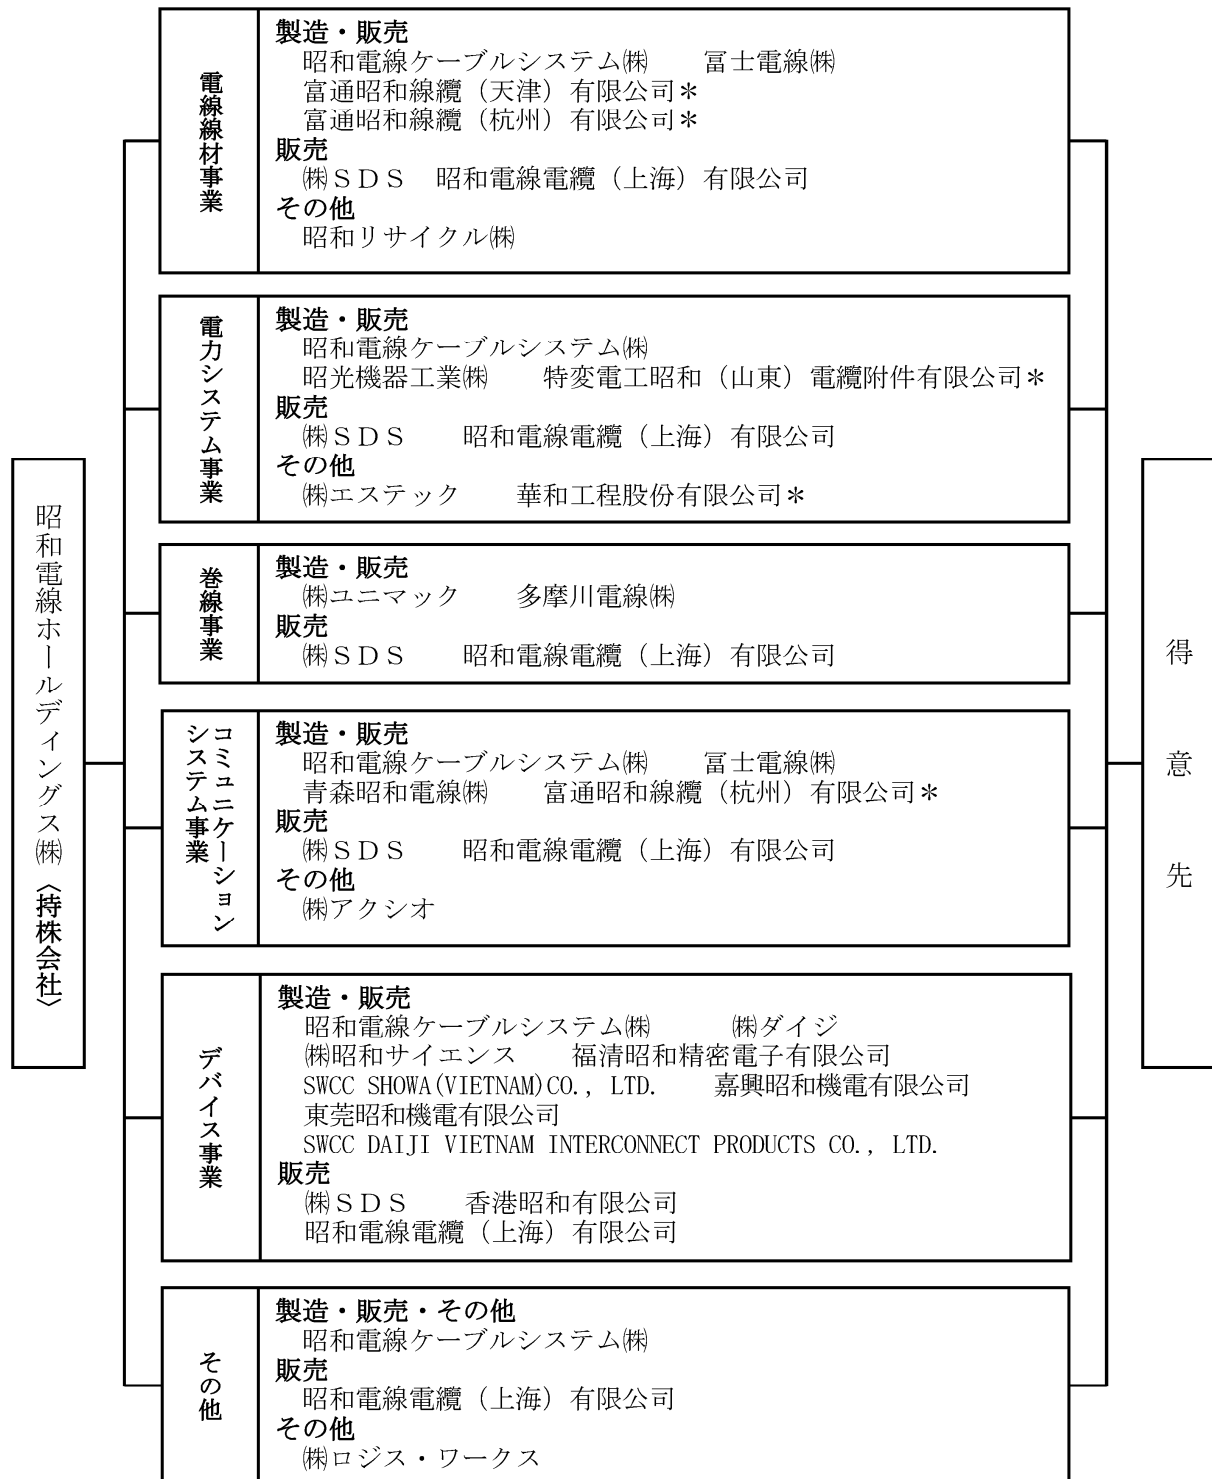 昭和電線ホールディングス㈱〈持株会社〉
電線線材事業
製造・販売
昭和電線ケーブルシステム㈱　　冨士電線㈱
富通昭和線纜（天津）有限公司＊
富通昭和線纜（杭州）有限公司＊
販売
㈱ＳＤＳ　昭和電線電纜（上海）有限公司
その他
昭和リサイクル㈱
電力システム事業
製造・販売
昭和電線ケーブルシステム㈱
昭光機器工業㈱　　特変電工昭和（山東）電纜附件有限公司＊
販売
㈱ＳＤＳ　　昭和電線電纜（上海）有限公司
その他
㈱エステック　　華和工程股份有限公司＊
巻線事業
製造・販売
㈱ユニマック　　多摩川電線㈱
販売
㈱ＳＤＳ　　昭和電線電纜（上海）有限公司
コミュニケーション
システム事業
製造・販売
昭和電線ケーブルシステム㈱　　冨士電線㈱
青森昭和電線㈱　　富通昭和線纜（杭州）有限公司＊
販売
㈱ＳＤＳ　　昭和電線電纜（上海）有限公司
その他
㈱アクシオ
デバイス事業
製造・販売
昭和電線ケーブルシステム㈱　　　㈱ダイジ
㈱昭和サイエンス　　福清昭和精密電子有限公司
SWCC SHOWA(VIETNAM)CO., LTD.　　嘉興昭和機電有限公司
東莞昭和機電有限公司
SWCC DAIJI VIETNAM INTERCONNECT PRODUCTS CO., LTD.
販売
㈱ＳＤＳ　　香港昭和有限公司
昭和電線電纜（上海）有限公司
その他
製造・販売・その他
昭和電線ケーブルシステム㈱
販売
昭和電線電纜（上海）有限公司
その他
㈱ロジス・ワークス
得意先